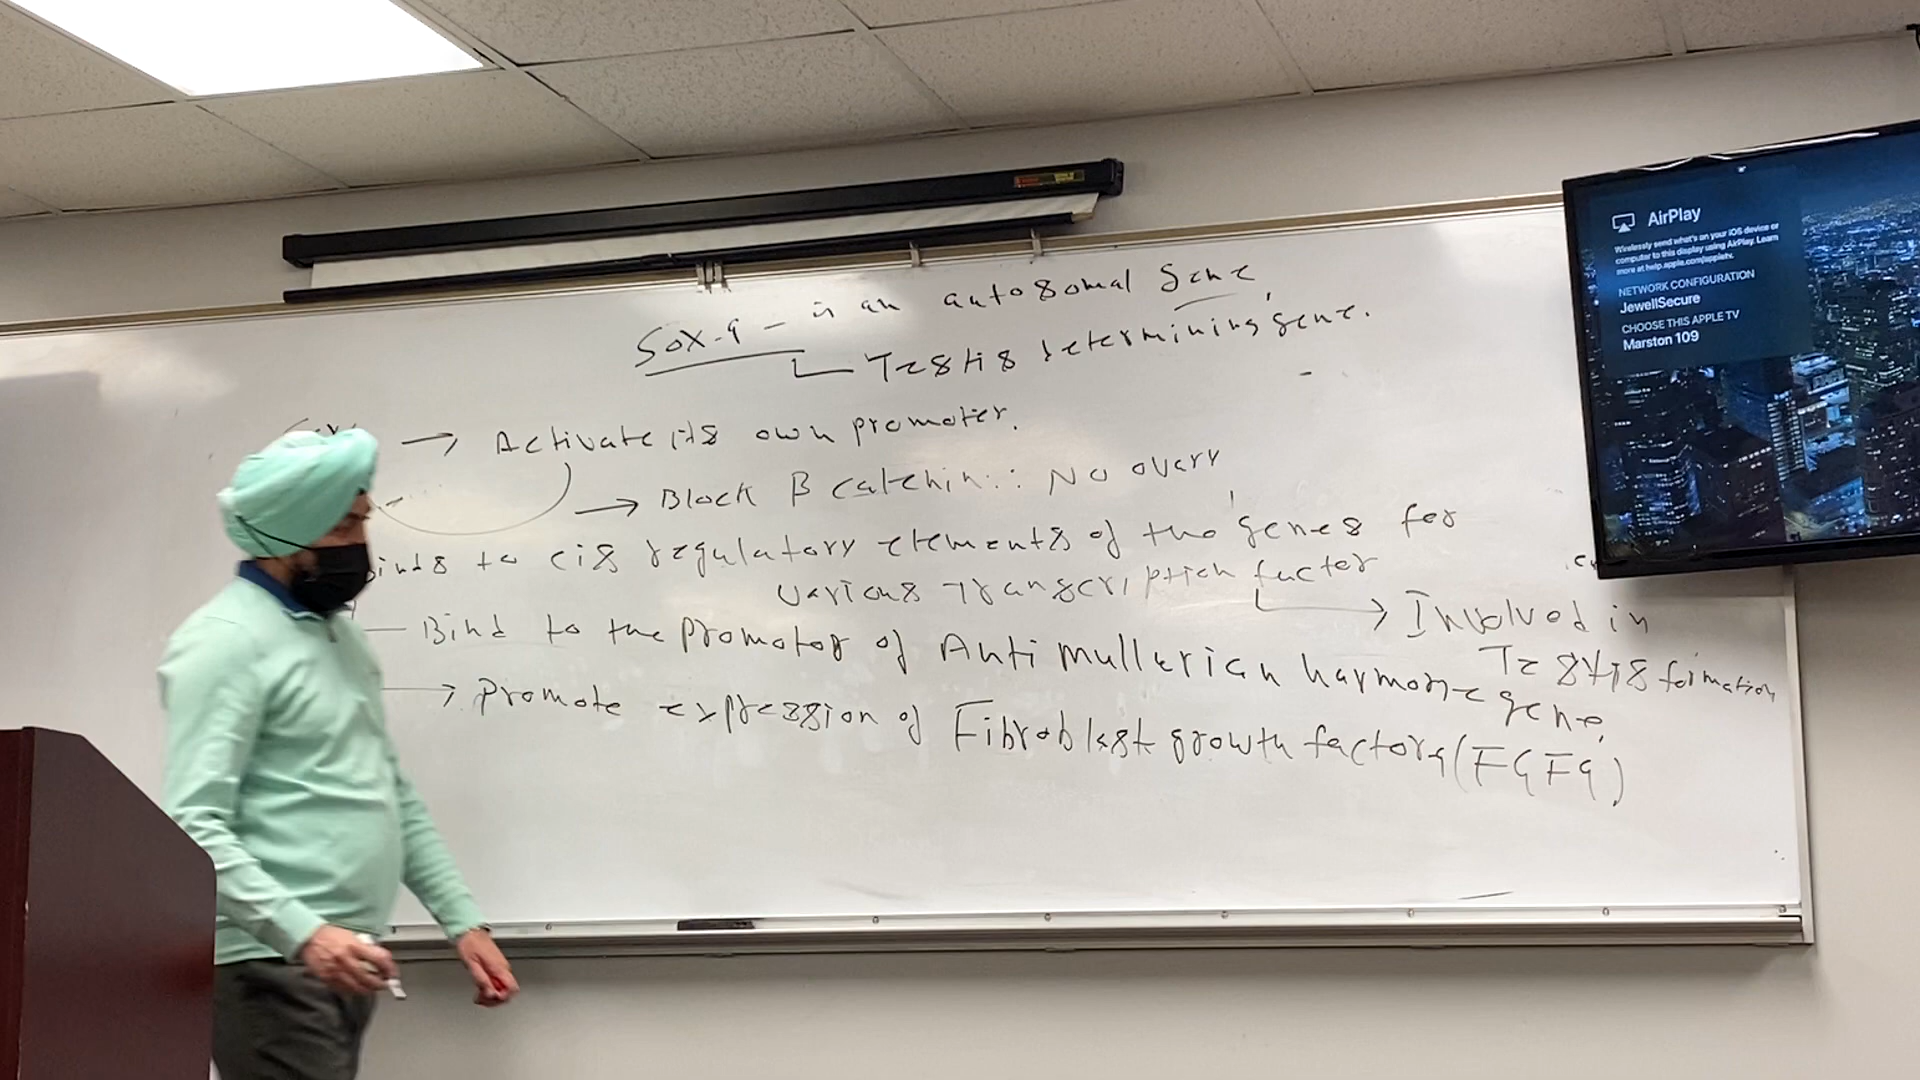 SOX-9 – is an autosomal gene,
Testis determining gene.
→ Activate its own promoter.
→ Block β catenin ∴ No ovary
Binds to cis regulatory elements of the genes for
various transcription factor
→ Involved in
Testis formation
Bind to the promotor of Anti mullerian harmone gene.
→ Promote expression of Fibroblast growth factor 9 (FGF9)
AirPlay
Wirelessly send what's on your iOS device or
computer to this display using AirPlay. Learn
more at help.apple.com/appletv.
NETWORK CONFIGURATION
JewellSecure
CHOOSE THIS APPLE TV
Marston 109